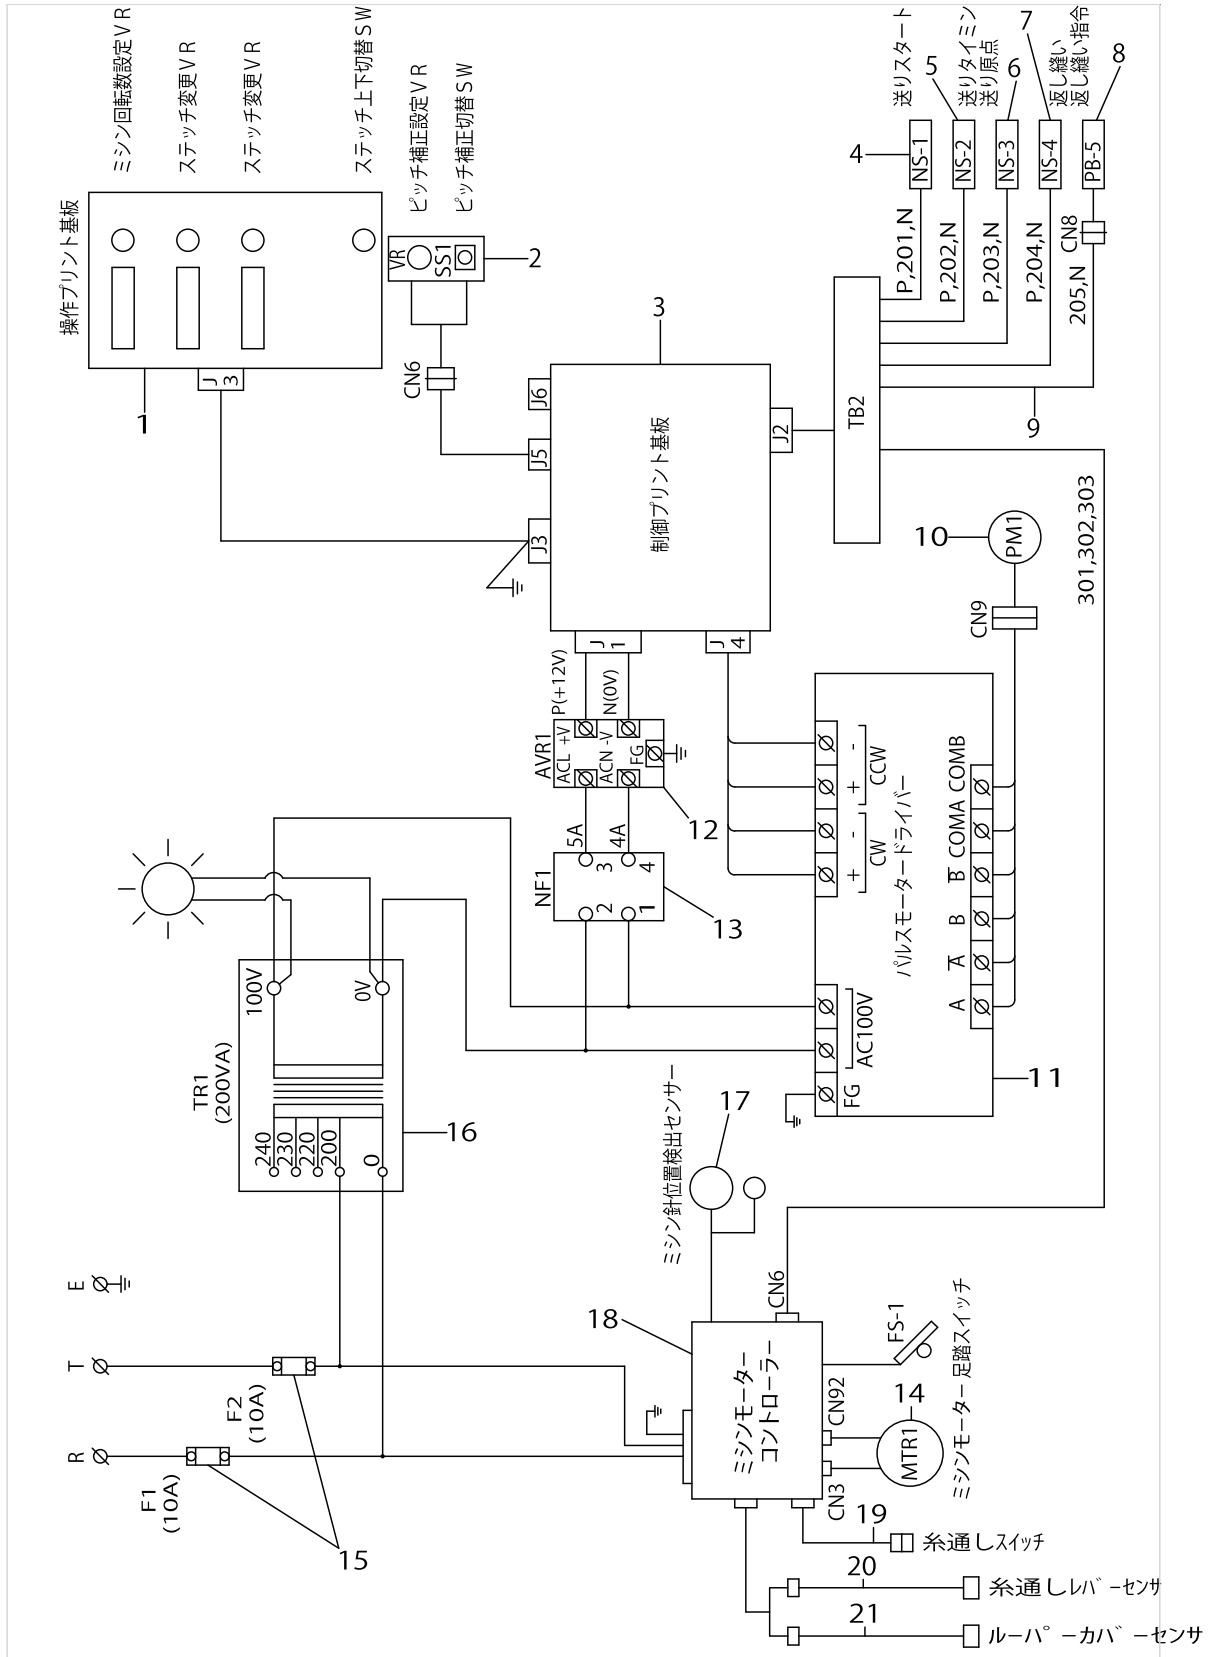 ミシン回転数設定VR
ステッチ変更VR
ステッチ変更VR
ステッチ上下切替SW
ピッチ補正設定VR
ピッチ補正切替SW
操作プリント基板
J3
1
VR
SS1
2
CN6
送りスタート
送りタイミン
送り原点
返し縫い
返し縫い指令
4
5
6
7
8
NS-1
NS-2
NS-3
NS-4
PB-5
P,201,N
P,202,N
P,203,N
P,204,N
CN8
205,N
TB2
9
3
J6
J5
J3
J2
制御プリント基板
J1
J4
301,302,303
10
PM1
CN9
P(+12V)
N(0V)
AVR1
ACL +V
ACN -V
FG
12
5A
4A
NF1
3
4
2
1
13
+
-
+
-
CW
CCW
パルスモータードライバー
A
A̅
B
B̅
COMA
COMB
AC100V
FG
11
100V
0V
TR1
(200VA)
240
230
220
200
0
16
E
T
R
F2
(10A)
F1
(10A)
15
ミシン針位置検出センサー
17
18
CN6
ミシンモーター
コントローラー
FS-1
CN92
CN3
14
MTR1
ミシンモーター足踏スイッチ
19
糸通しスイッチ
20
糸通しレバーセンサ
21
ルーパーカバーセンサ